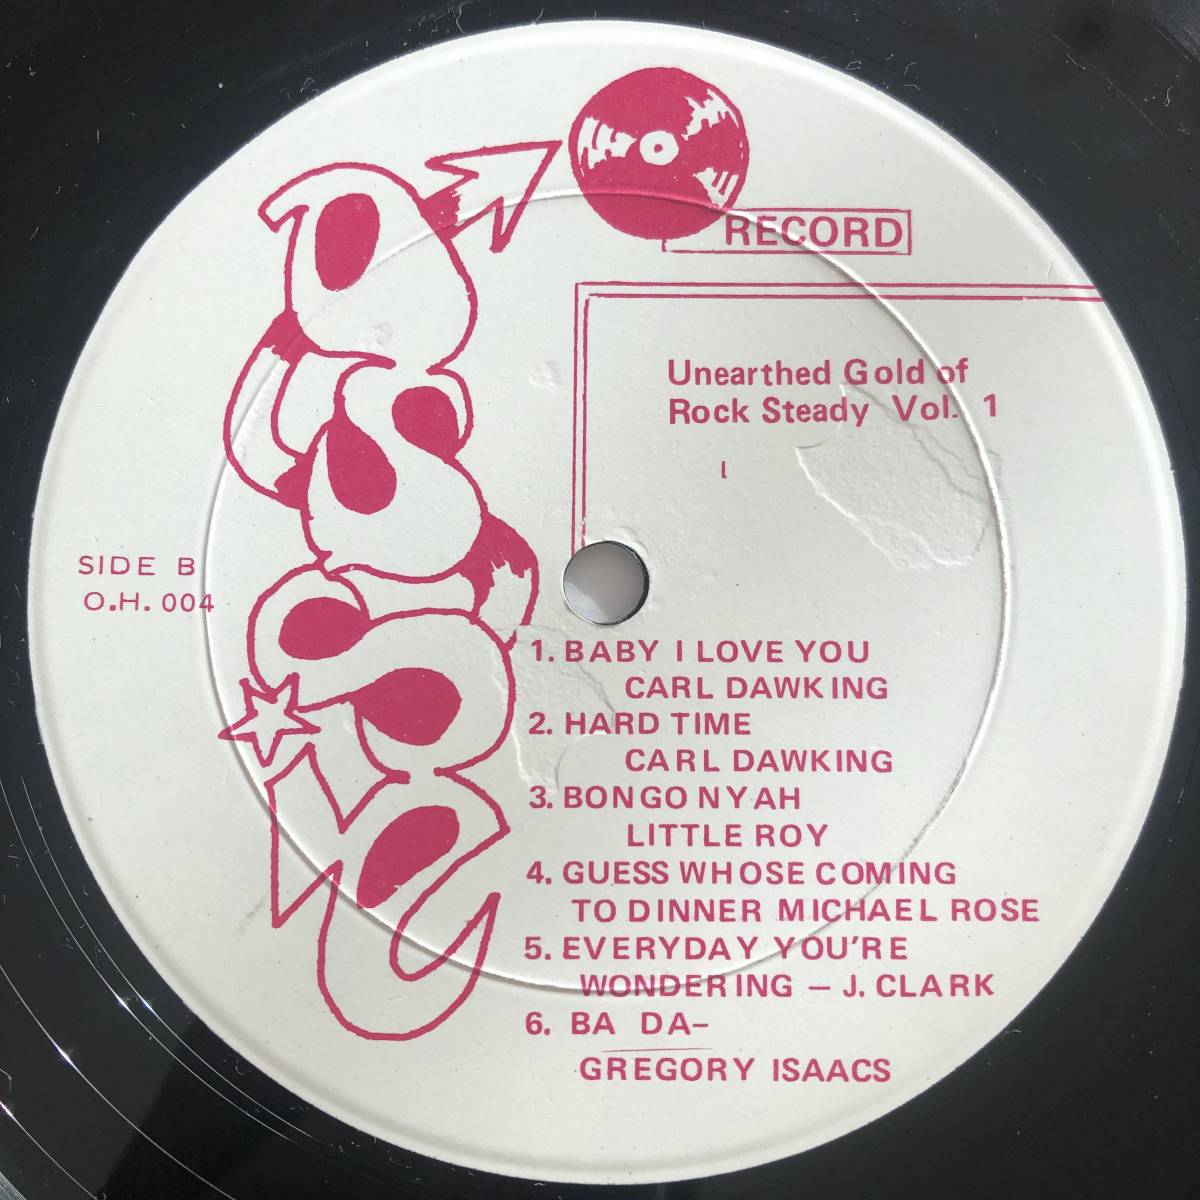 RECORD
Unearthed Gold of
Rock Steady Vol. 1
SIDE B
O.H. 004
1. BABY I LOVE YOU
CARL DAWKING
2. HARD TIME
CARL DAWKING
3. BONGO NYAH
LITTLE ROY
4. GUESS WHOSE COMING
TO DINNER MICHAEL ROSE
5. EVERYDAY YOU'RE
WONDERING – J. CLARK
6. BA DA–
GREGORY ISAACS